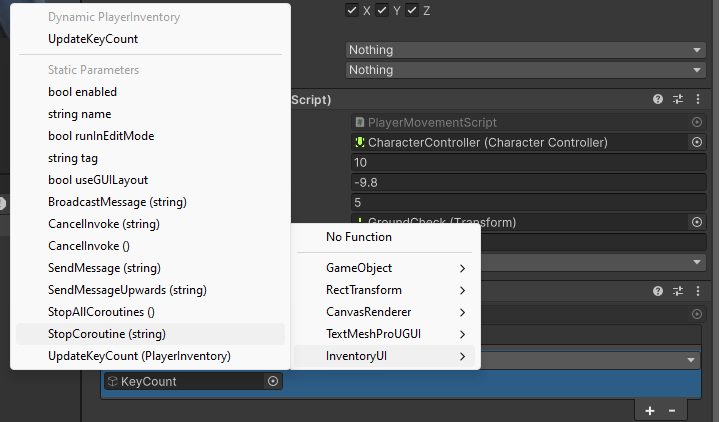 Dynamic PlayerInventory
UpdateKeyCount
Static Parameters
bool enabled
string name
bool runInEditMode
string tag
bool useGUILayout
BroadcastMessage (string)
CancelInvoke (string)
CancelInvoke ()
SendMessage (string)
SendMessageUpwards (string)
StopAllCoroutines ()
StopCoroutine (string)
UpdateKeyCount (PlayerInventory)
No Function
GameObject
RectTransform
CanvasRenderer
TextMeshProUGUI
InventoryUI
X Y Z
Nothing
Nothing
Script)
PlayerMovementScript
CharacterController (Character Controller)
10
-9.8
5
GroundCheck (Transform)
KeyCount